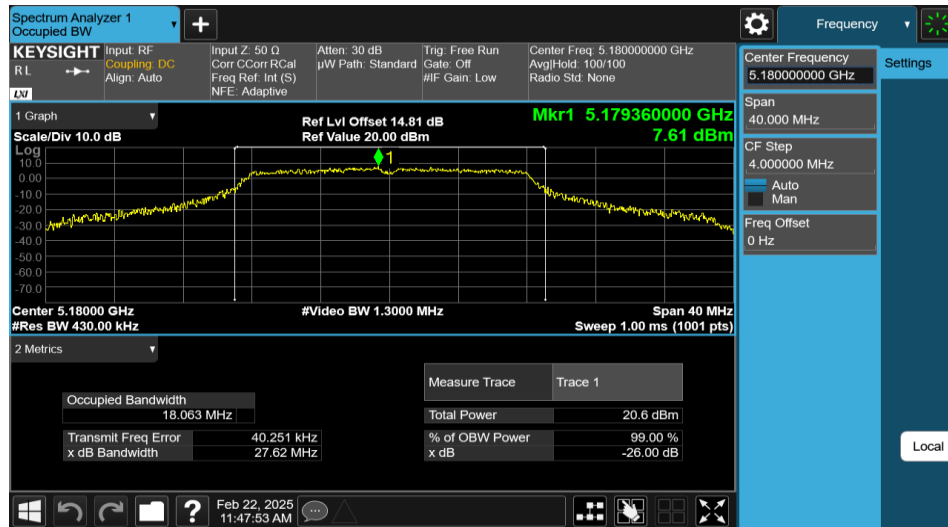 Spectrum Analyzer 1
Occupied BW
Frequency
KEYSIGHT
R L
LXI
Input: RF
Coupling: DC
Align: Auto
Input Z: 50 Ω
Corr CCorr RCal
Freq Ref: Int (S)
NFE: Adaptive
Atten: 30 dB
µW Path: Standard
Trig: Free Run
Gate: Off
#IF Gain: Low
Center Freq: 5.180000000 GHz
Avg|Hold: 100/100
Radio Std: None
Center Frequency
5.180000000 GHz
Settings
Span
40.000 MHz
CF Step
4.000000 MHz
Auto
Man
Freq Offset
0 Hz
Local
1 Graph
Scale/Div 10.0 dB
Ref Lvl Offset 14.81 dB
Ref Value 20.00 dBm
Mkr1 5.179360000 GHz
7.61 dBm
Log
10.0
0.00
-10.0
-20.0
-30.0
-40.0
-50.0
-60.0
-70.0
1
Center 5.18000 GHz
#Res BW 430.00 kHz
#Video BW 1.3000 MHz
Span 40 MHz
Sweep 1.00 ms (1001 pts)
2 Metrics
Occupied Bandwidth
18.063 MHz
Transmit Freq Error 40.251 kHz
x dB Bandwidth 27.62 MHz
Measure Trace Trace 1
Total Power 20.6 dBm
% of OBW Power 99.00 %
x dB -26.00 dB
Feb 22, 2025
11:47:53 AM